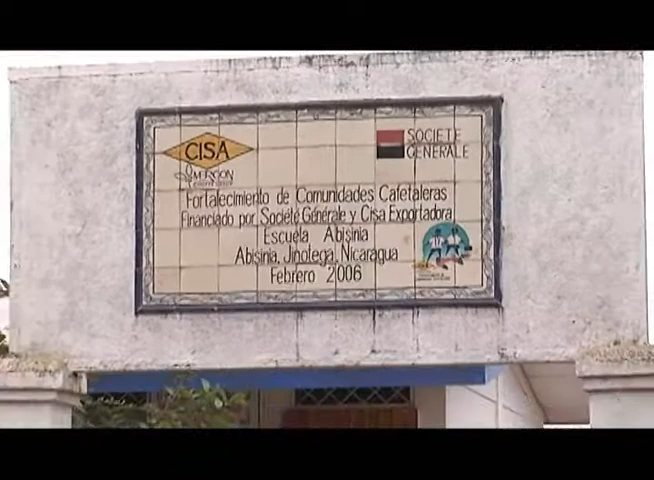 CISA
SOCIETE
GENERALE
MERCON
Fortalecimiento de Comunidades Cafetaleras
Financiado por Société Générale y Cisa Exportadora
Escuela Abisinia
Abisinia, Jinotega, Nicaragua
Febrero 2006